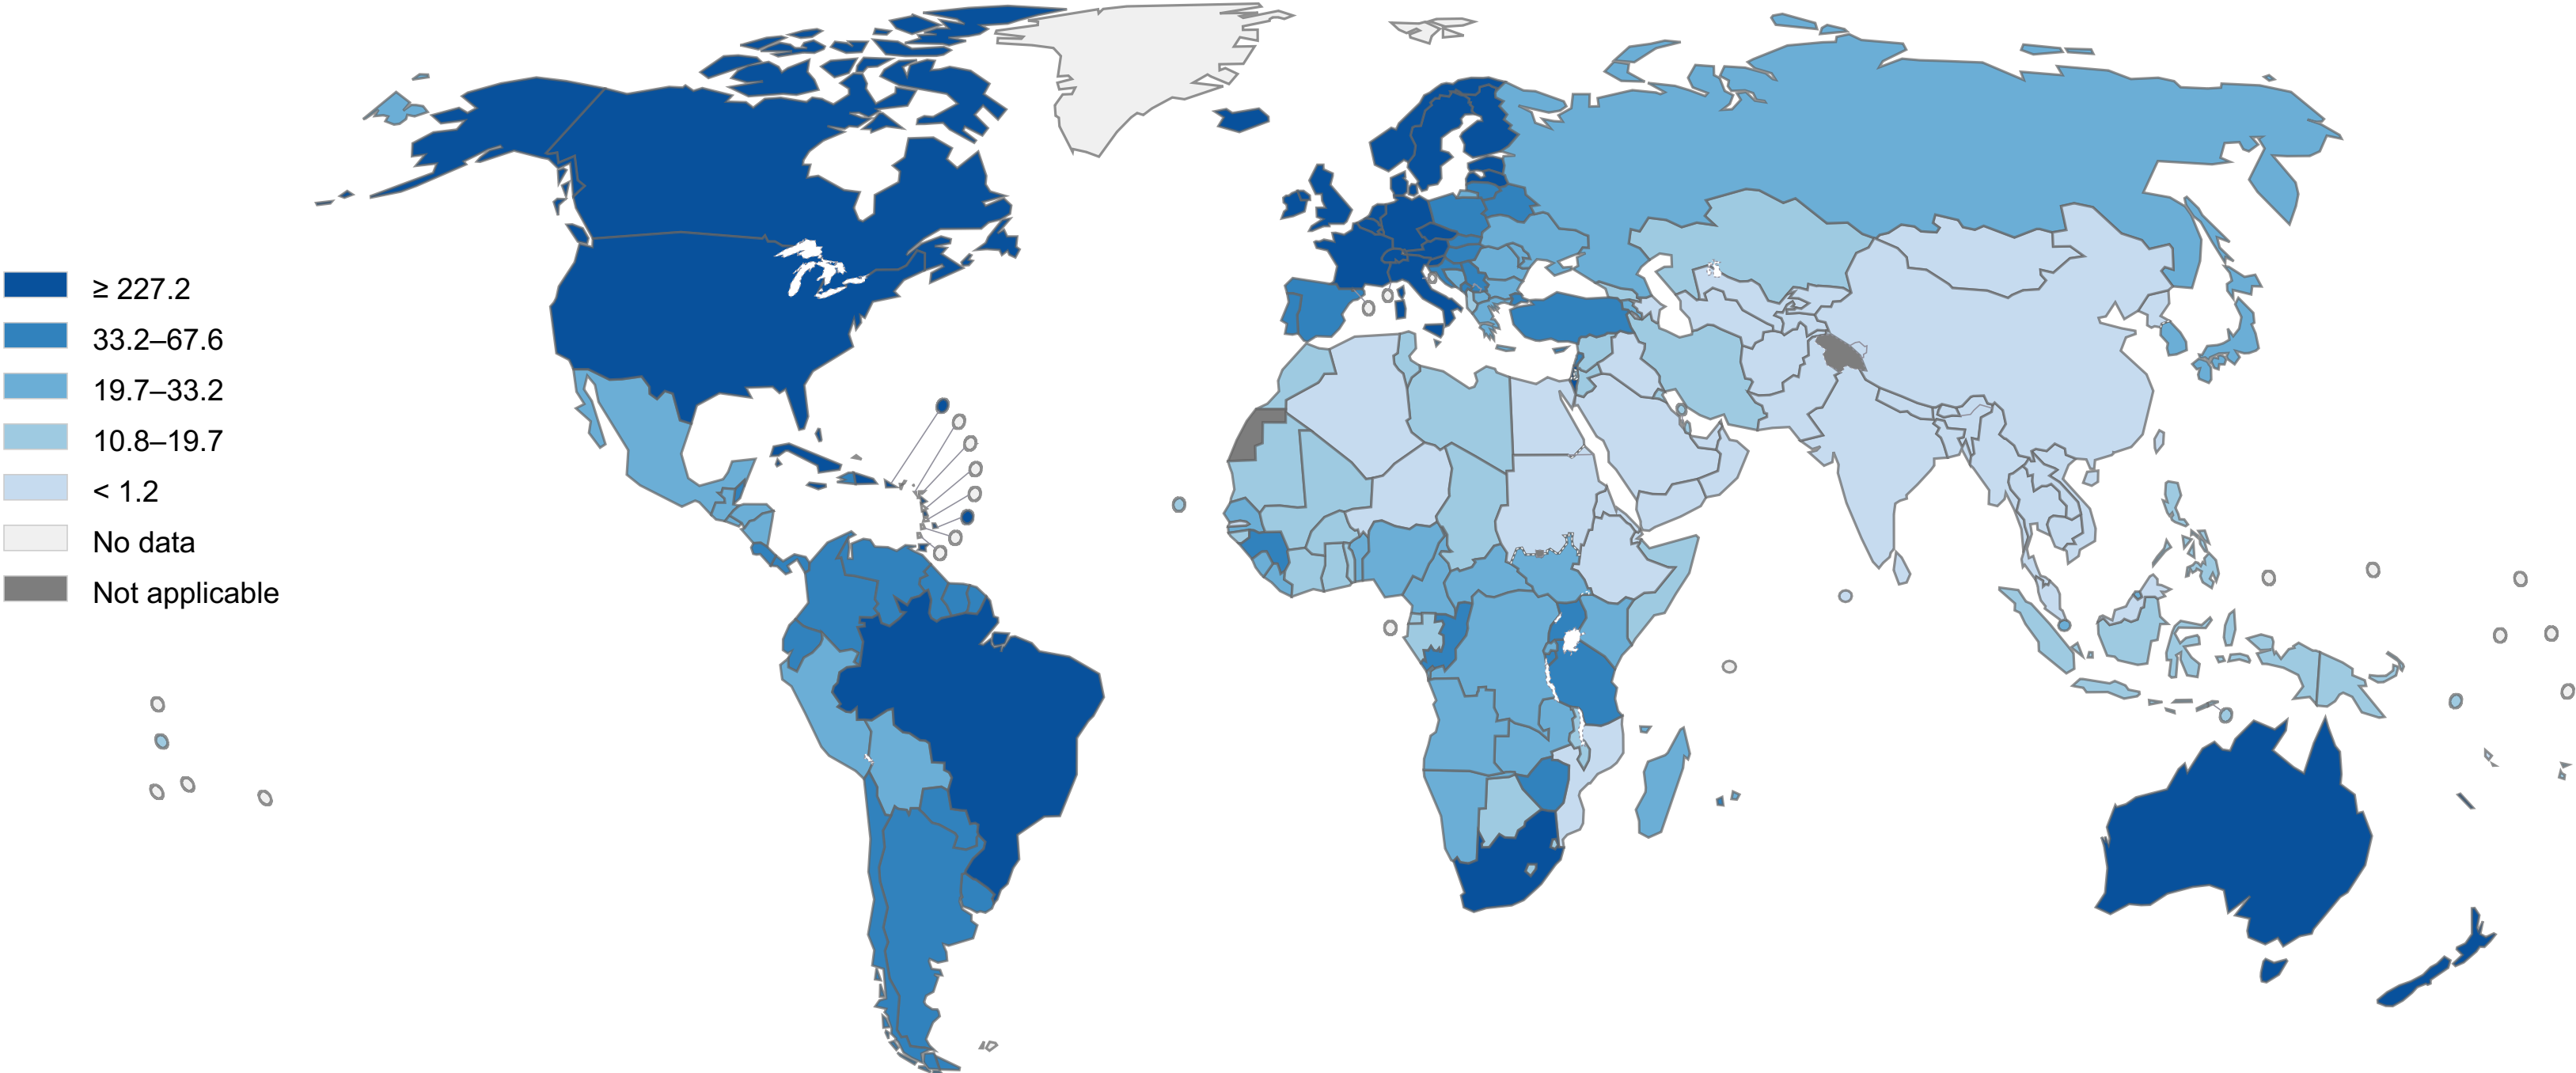 ≥ 227.2
33.2–67.6
19.7–33.2
10.8–19.7
< 1.2
No data
Not applicable